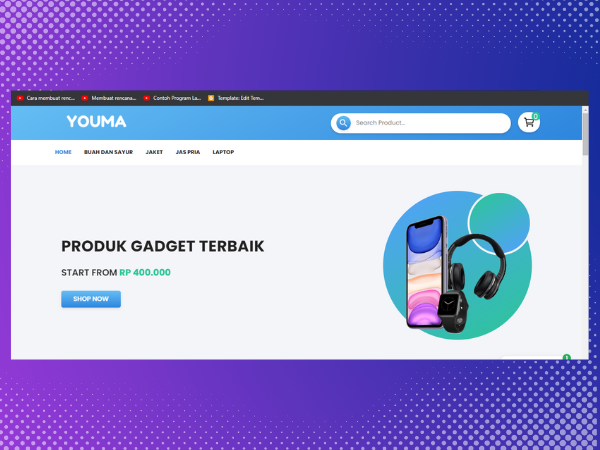 Cara membuat renc...
Membuat rencana...
Contoh Program La...
Template: Edit Tem...
YOUMA
Search Product...
0
HOME
BUAH DAN SAYUR
JAKET
JAS PRIA
LAPTOP
PRODUK GADGET TERBAIK
START FROM RP 400.000
SHOP NOW
1